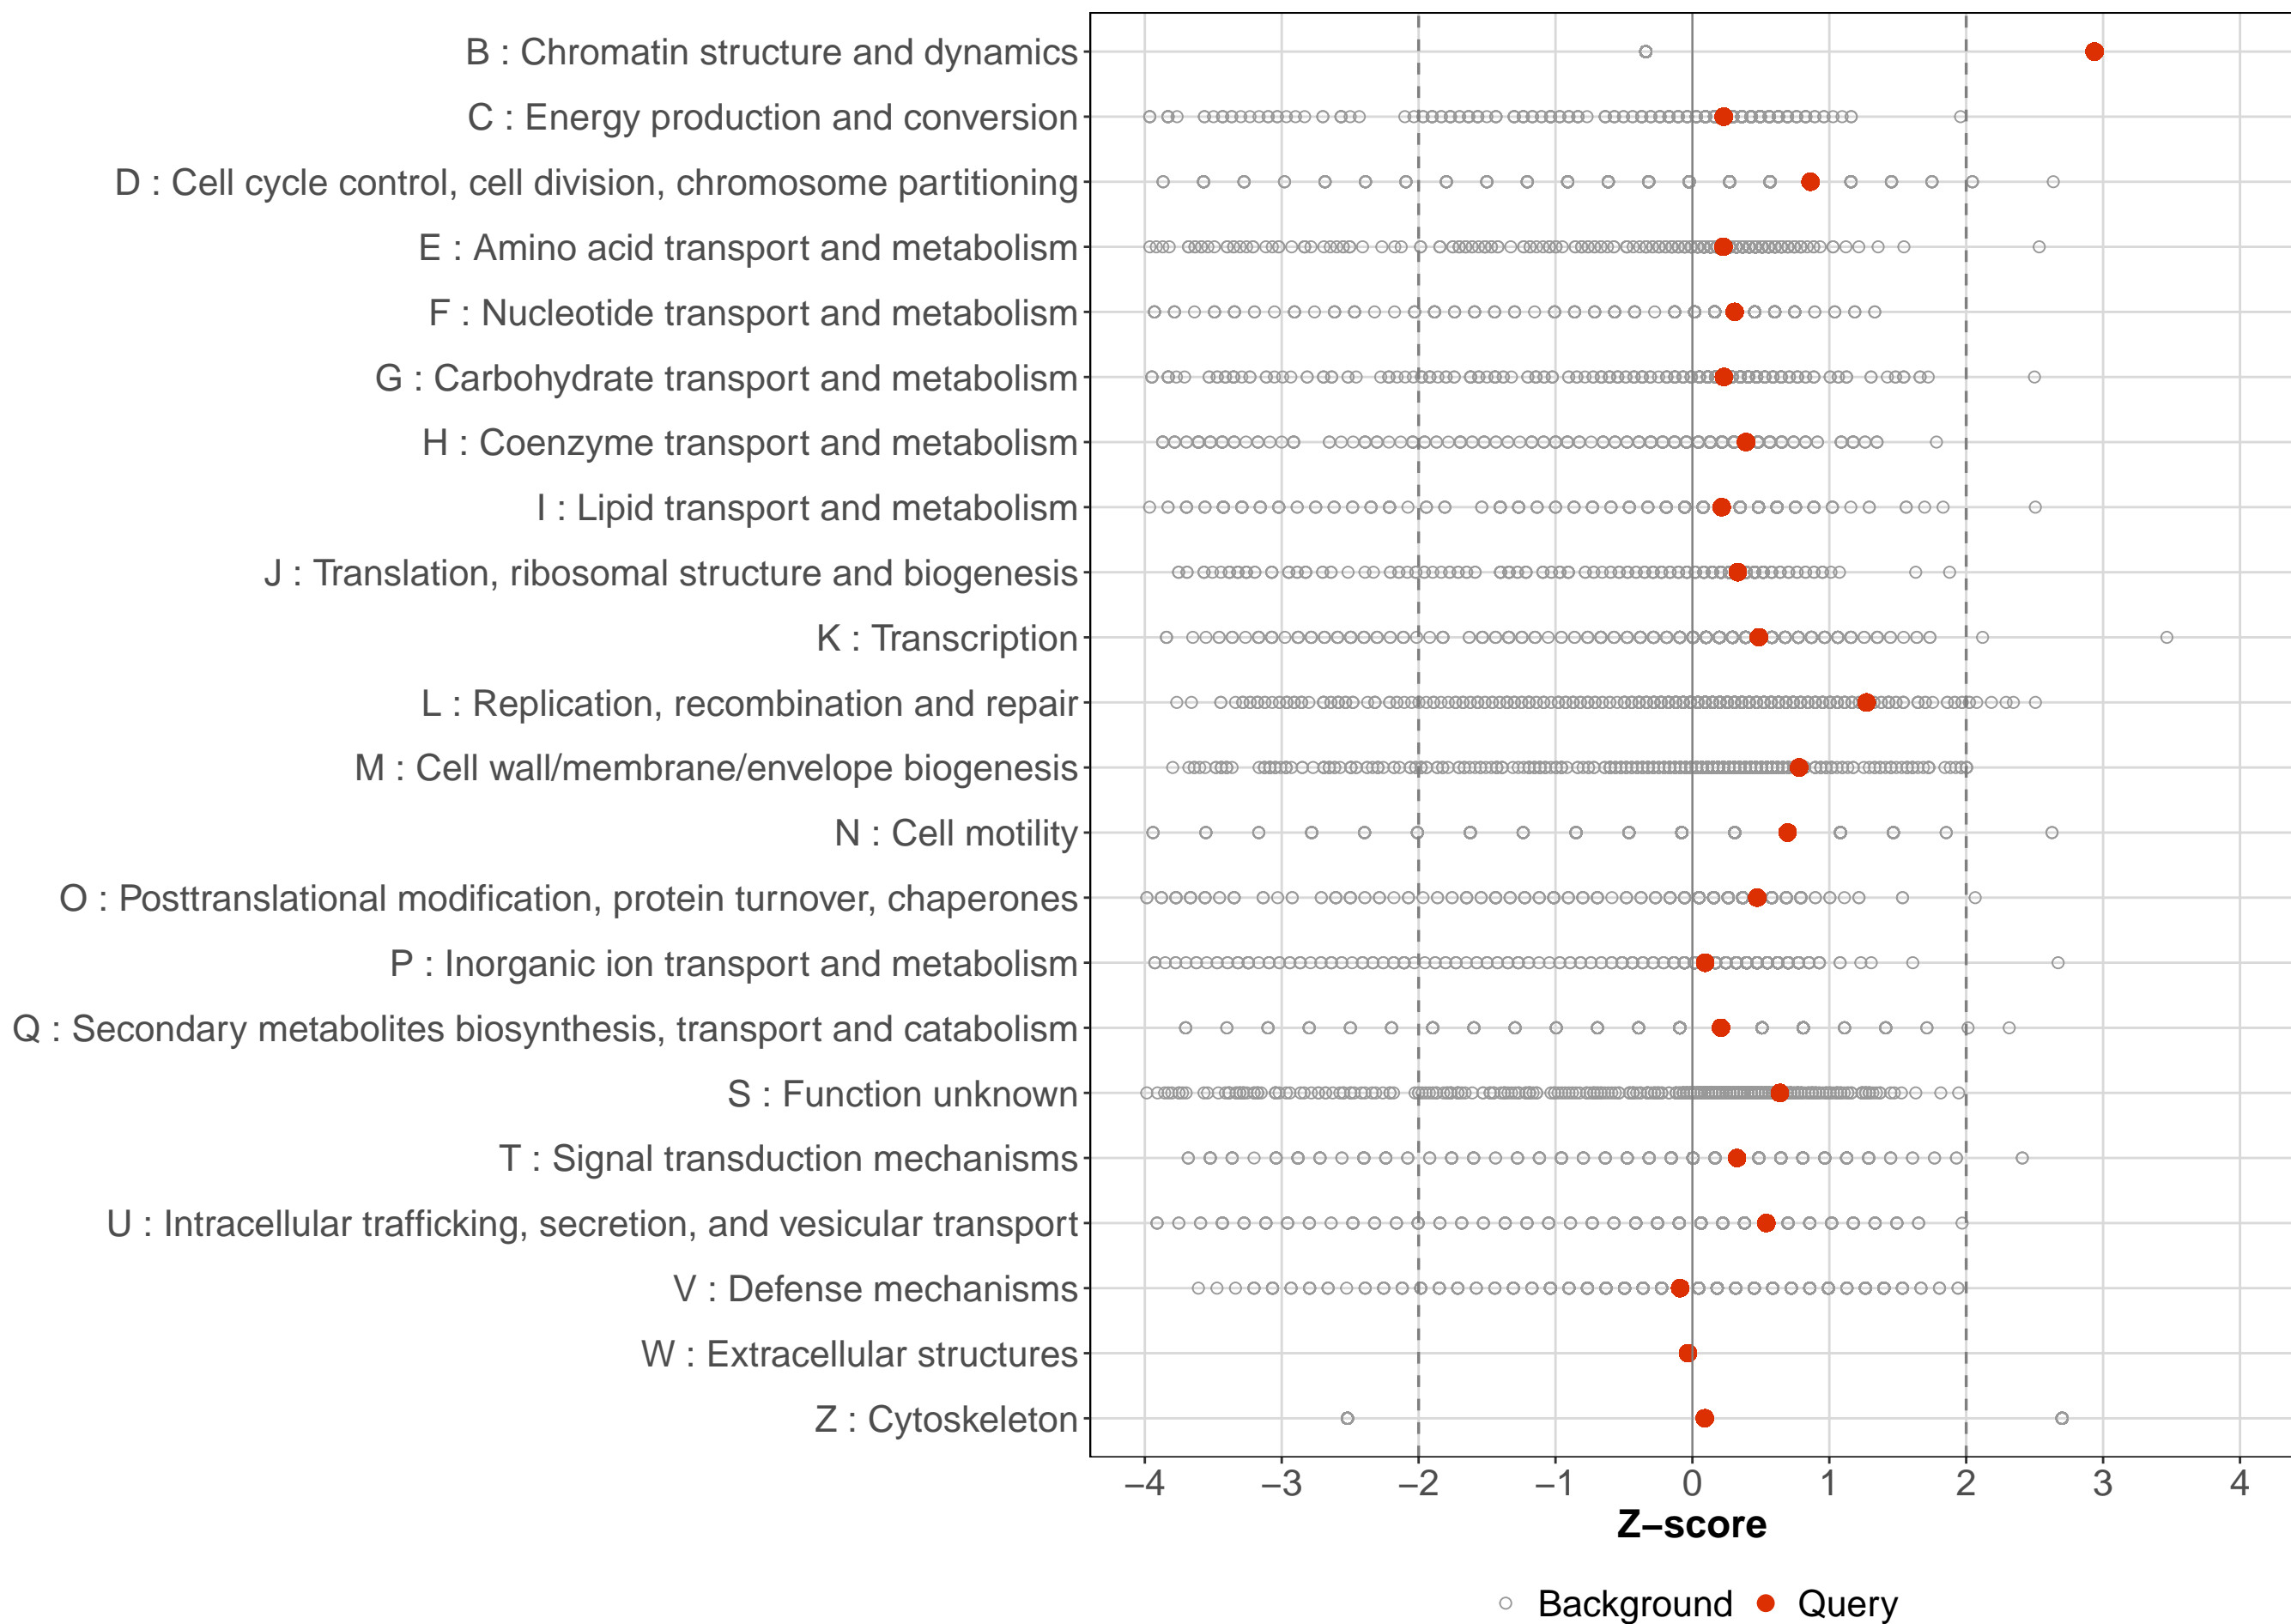 B : Chromatin structure and dynamics
C : Energy production and conversion
D : Cell cycle control, cell division, chromosome partitioning
E : Amino acid transport and metabolism
F : Nucleotide transport and metabolism
G : Carbohydrate transport and metabolism
H : Coenzyme transport and metabolism
I : Lipid transport and metabolism
J : Translation, ribosomal structure and biogenesis
K : Transcription
L : Replication, recombination and repair
M : Cell wall/membrane/envelope biogenesis
N : Cell motility
O : Posttranslational modification, protein turnover, chaperones
P : Inorganic ion transport and metabolism
Q : Secondary metabolites biosynthesis, transport and catabolism
S : Function unknown
T : Signal transduction mechanisms
U : Intracellular trafficking, secretion, and vesicular transport
V : Defense mechanisms
W : Extracellular structures
Z : Cytoskeleton
−4 −3 −2 −1 0 1 2 3 4
Z−score
Background Query